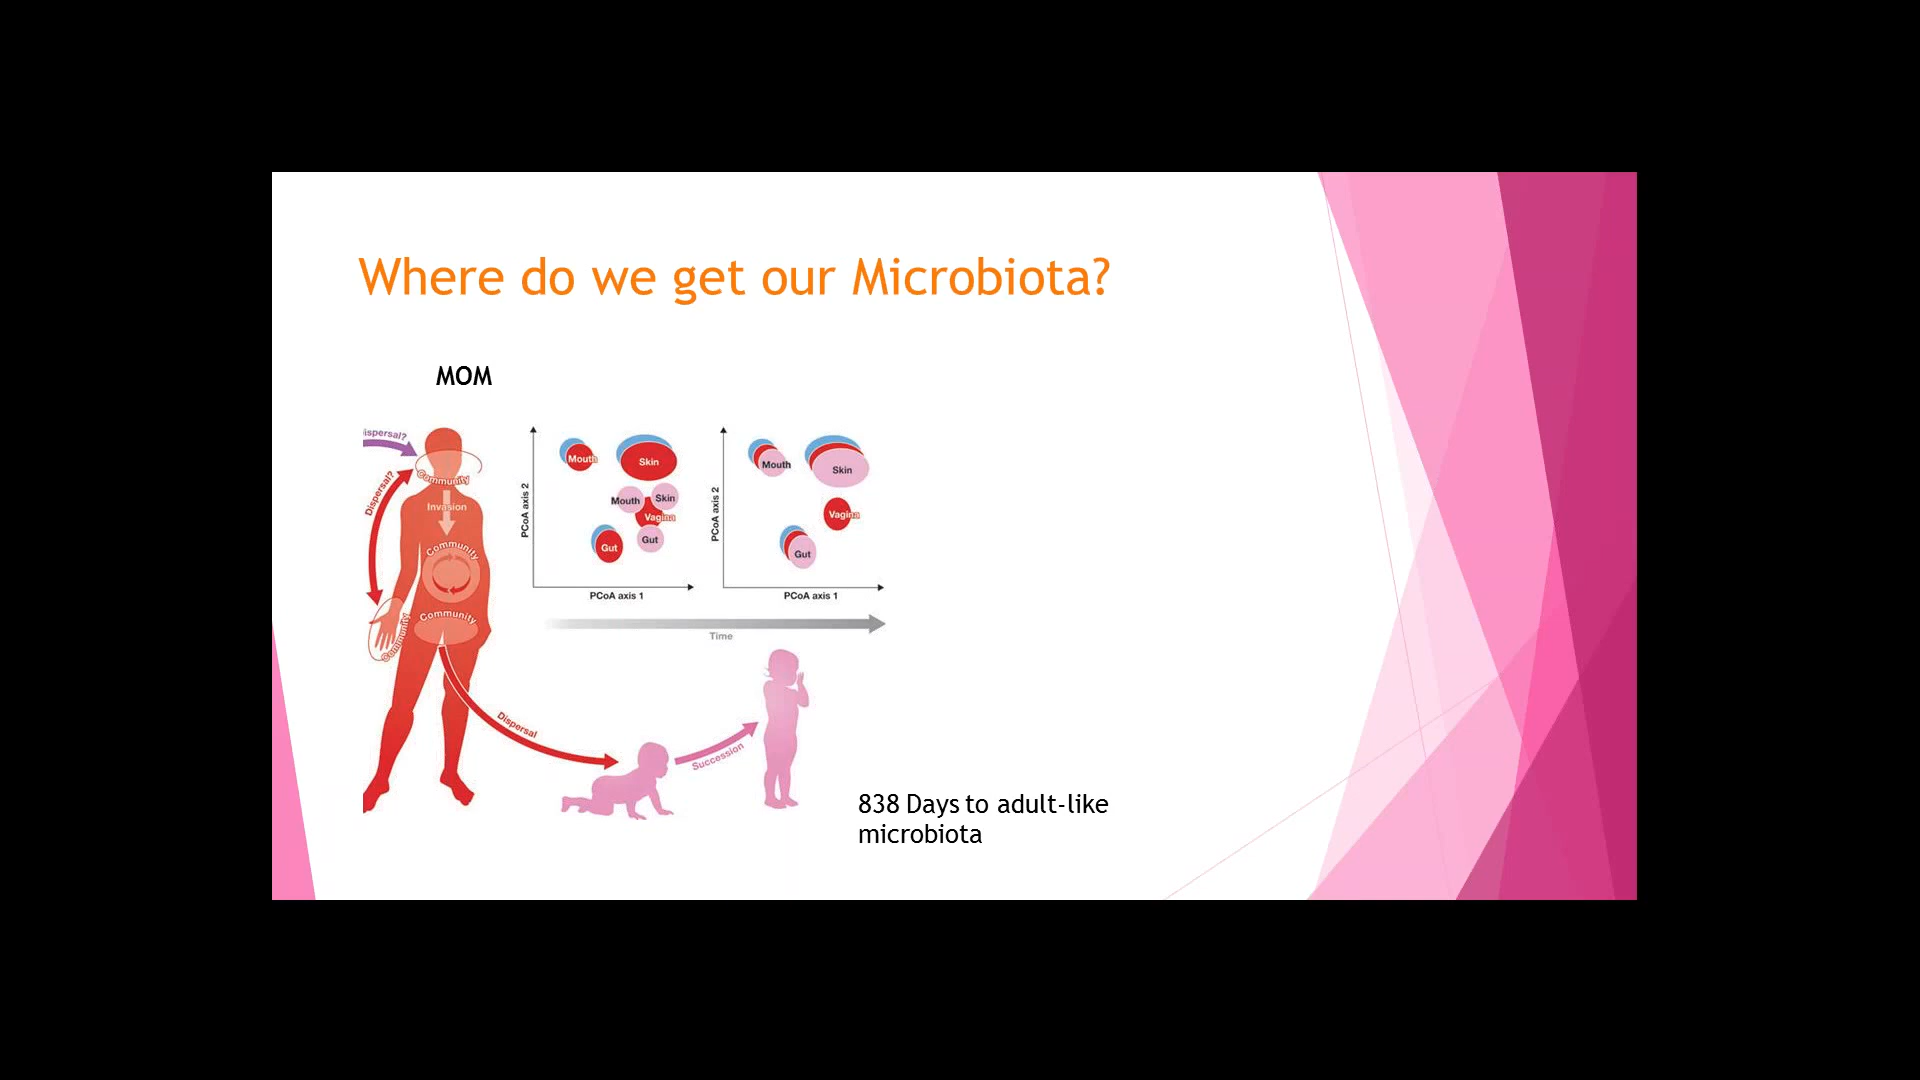 Where do we get our Microbiota?
MOM
ispersal?
Dispersal?
Community
Invasion
Community
Community
Community
Dispersal
Succession
PCoA axis 2
Mouth
Skin
Mouth
Skin
Vagina
Gut
Gut
PCoA axis 1
PCoA axis 2
Mouth
Skin
Vagina
Gut
PCoA axis 1
Time
838 Days to adult-like
microbiota